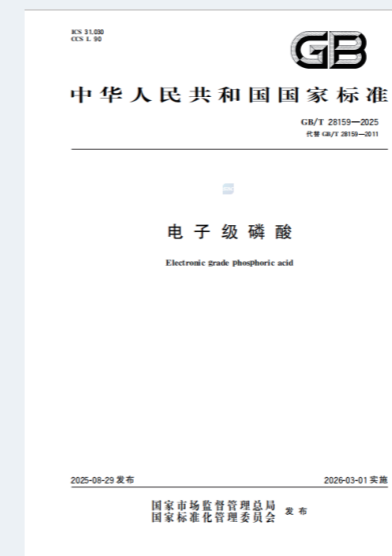 ICS 31.030
CCS L 90
GB
中华人民共和国国家标准
GB/T 28159—2025
代替 GB/T 28159—2011
电子级磷酸
Electronic grade phosphoric acid
2025-08-29 发布
2026-03-01 实施
国家市场监督管理总局
国家标准化管理委员会
发布